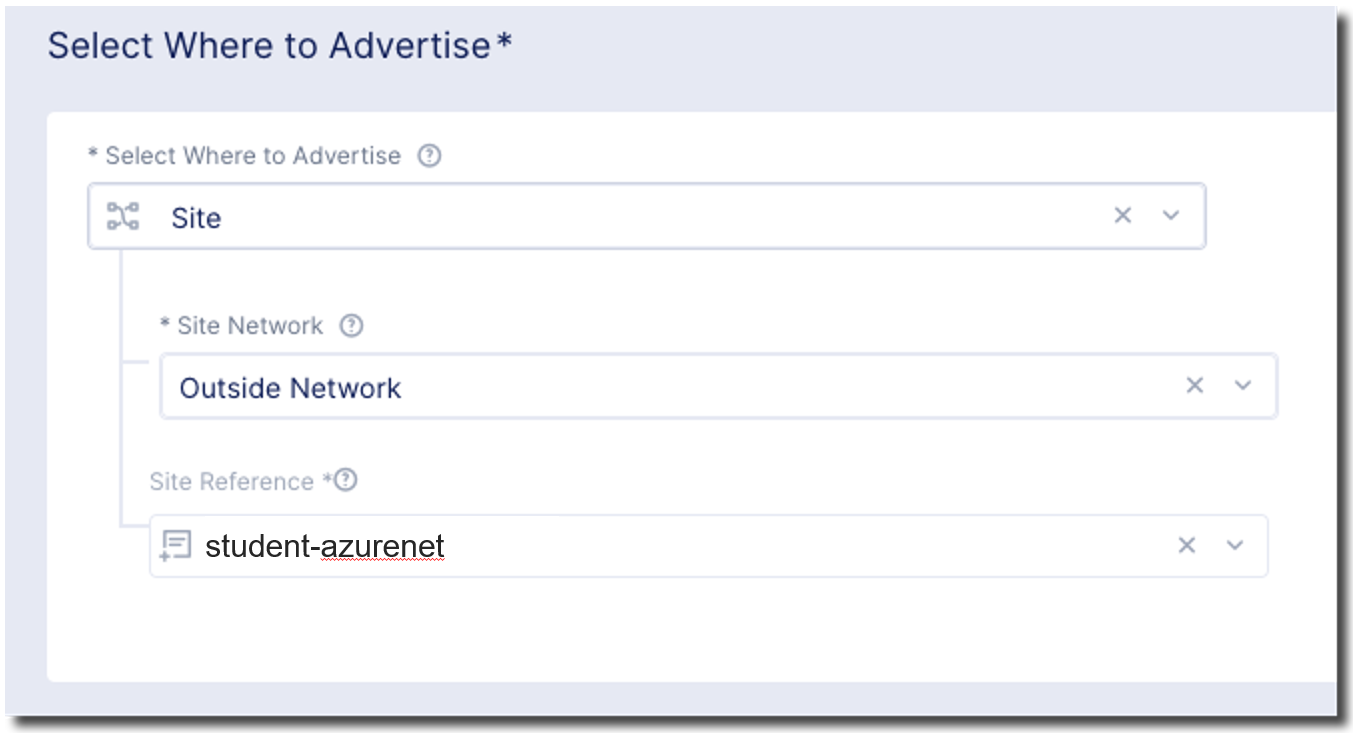 Select Where to Advertise*
* Select Where to Advertise ?
Site
* Site Network ?
Outside Network
Site Reference *?
student-azurenet